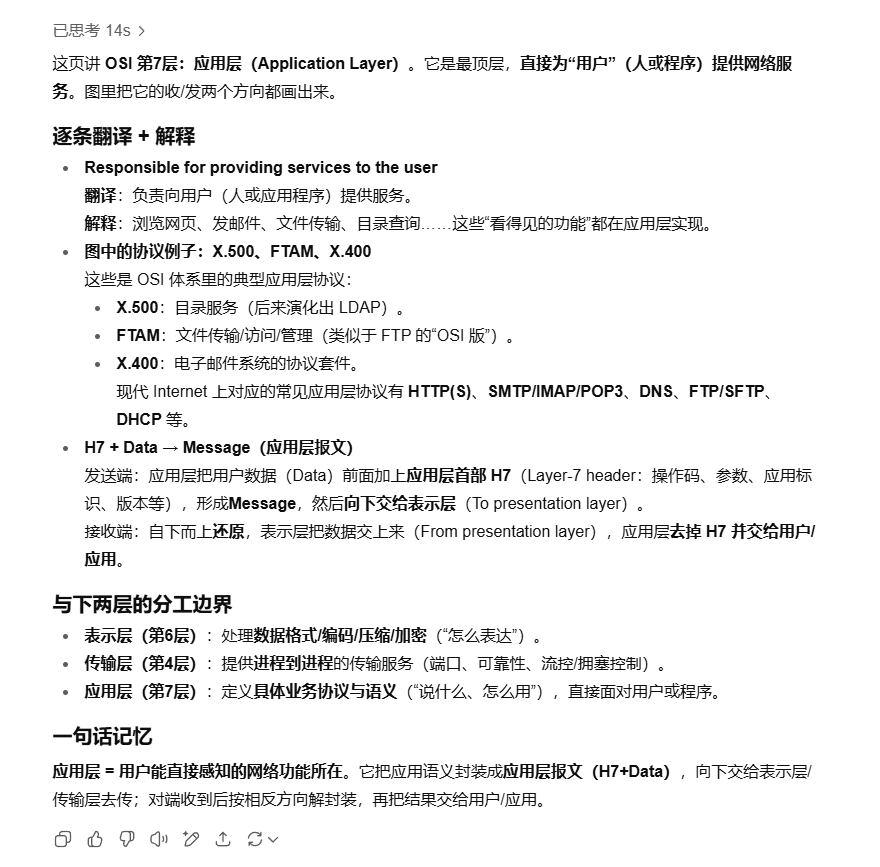 已思考 14s
这页讲 OSI 第7层：应用层（Application Layer）。它是最顶层，直接为“用户”（人或程序）提供网络服
务。图里把它的收/发两个方向都画出来。
逐条翻译 + 解释
Responsible for providing services to the user
翻译：负责向用户（人或应用程序）提供服务。
解释：浏览网页、发邮件、文件传输、目录查询……这些“看得见的功能”都在应用层实现。
图中的协议例子：X.500、FTAM、X.400
这些是 OSI 体系里的典型应用层协议：
X.500：目录服务（后来演化出 LDAP）。
FTAM：文件传输/访问/管理（类似于 FTP 的“OSI 版”）。
X.400：电子邮件系统的协议套件。
现代 Internet 上对应的常见应用层协议有 HTTP(S)、SMTP/IMAP/POP3、DNS、FTP/SFTP、
DHCP 等。
H7 + Data → Message（应用层报文）
发送端：应用层把用户数据（Data）前面加上应用层首部 H7（Layer-7 header：操作码、参数、应用标
识、版本等），形成Message，然后向下交给表示层（To presentation layer）。
接收端：自下而上还原，表示层把数据交上来（From presentation layer），应用层去掉 H7 并交给用户/
应用。
与下两层的分工边界
表示层（第6层）：处理数据格式/编码/压缩/加密（“怎么表达”）。
传输层（第4层）：提供进程到进程的传输服务（端口、可靠性、流控/拥塞控制）。
应用层（第7层）：定义具体业务协议与语义（“说什么、怎么用”），直接面对用户或程序。
一句话记忆
应用层 = 用户能直接感知的网络功能所在。它把应用语义封装成应用层报文（H7+Data），向下交给表示层/
传输层去传；对端收到后按相反方向解封装，再把结果交给用户/应用。